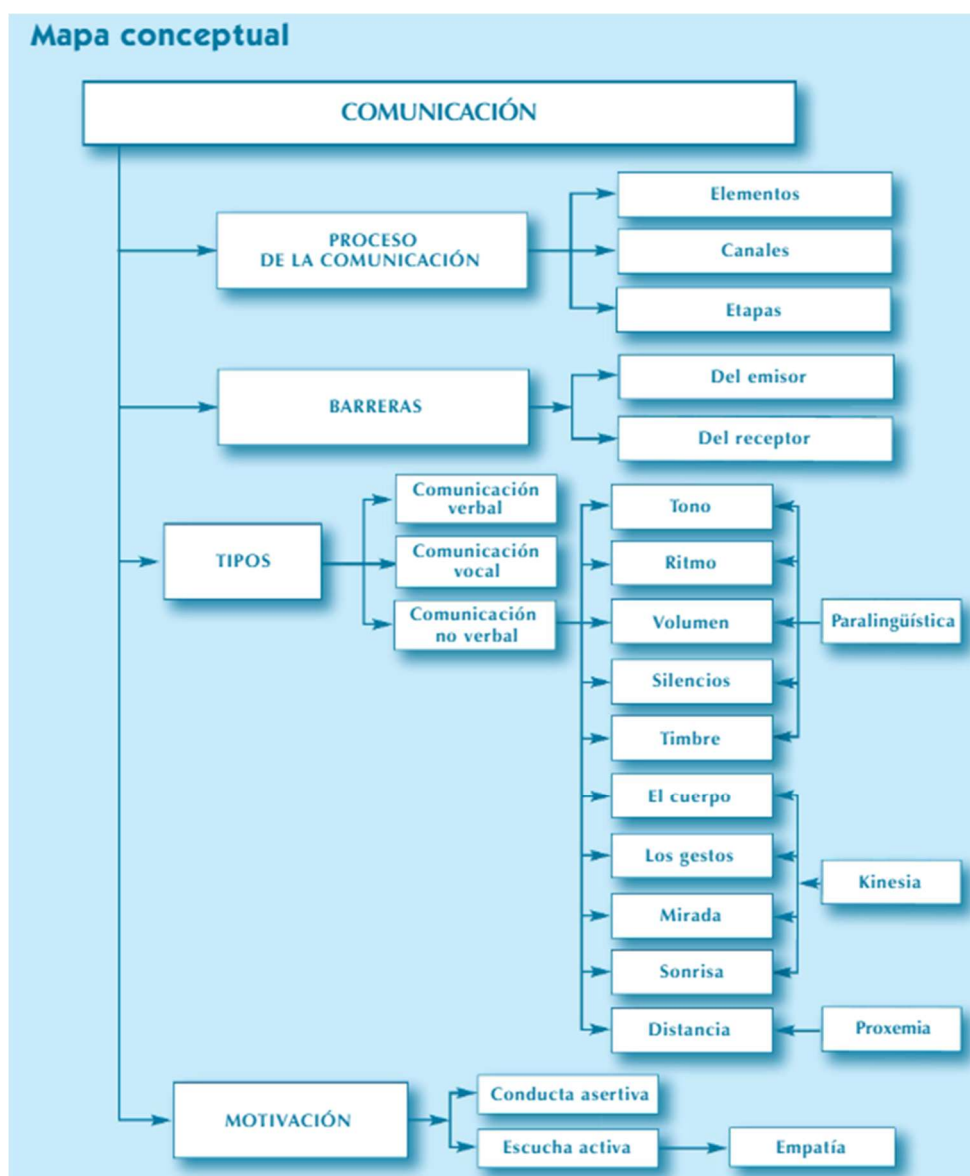 Mapa conceptual
COMUNICACIÓN
PROCESO
DE LA COMUNICACIÓN
Elementos
Canales
Etapas
BARRERAS
Del emisor
Del receptor
TIPOS
Comunicación
verbal
Comunicación
vocal
Comunicación
no verbal
Tono
Ritmo
Volumen
Silencios
Timbre
Paralingüística
El cuerpo
Los gestos
Mirada
Sonrisa
Kinesia
Distancia
Proxemia
MOTIVACIÓN
Conducta asertiva
Escucha activa
Empatía